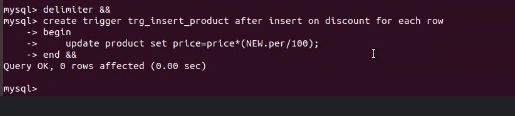 mysql> delimiter &&
mysql> create trigger trg_insert_product after insert on discount for each row
    -> begin
    ->     update product set price=price*(NEW.per/100);
    -> end &&
Query OK, 0 rows affected (0.00 sec)
mysql>